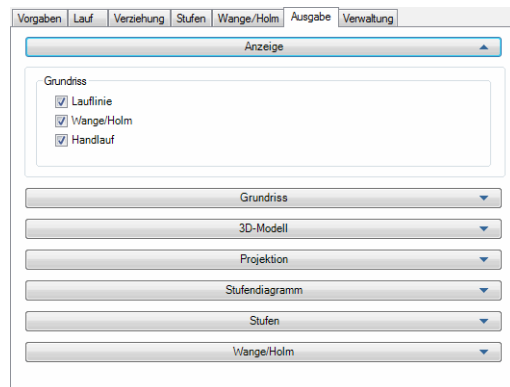 Vorgaben Lauf Verziehung Stufen Wange/Holm Ausgabe Verwaltung
Anzeige
Grundriss
Lauflinie
Wange/Holm
Handlauf
Grundriss
3D-Modell
Projektion
Stufendiagramm
Stufen
Wange/Holm